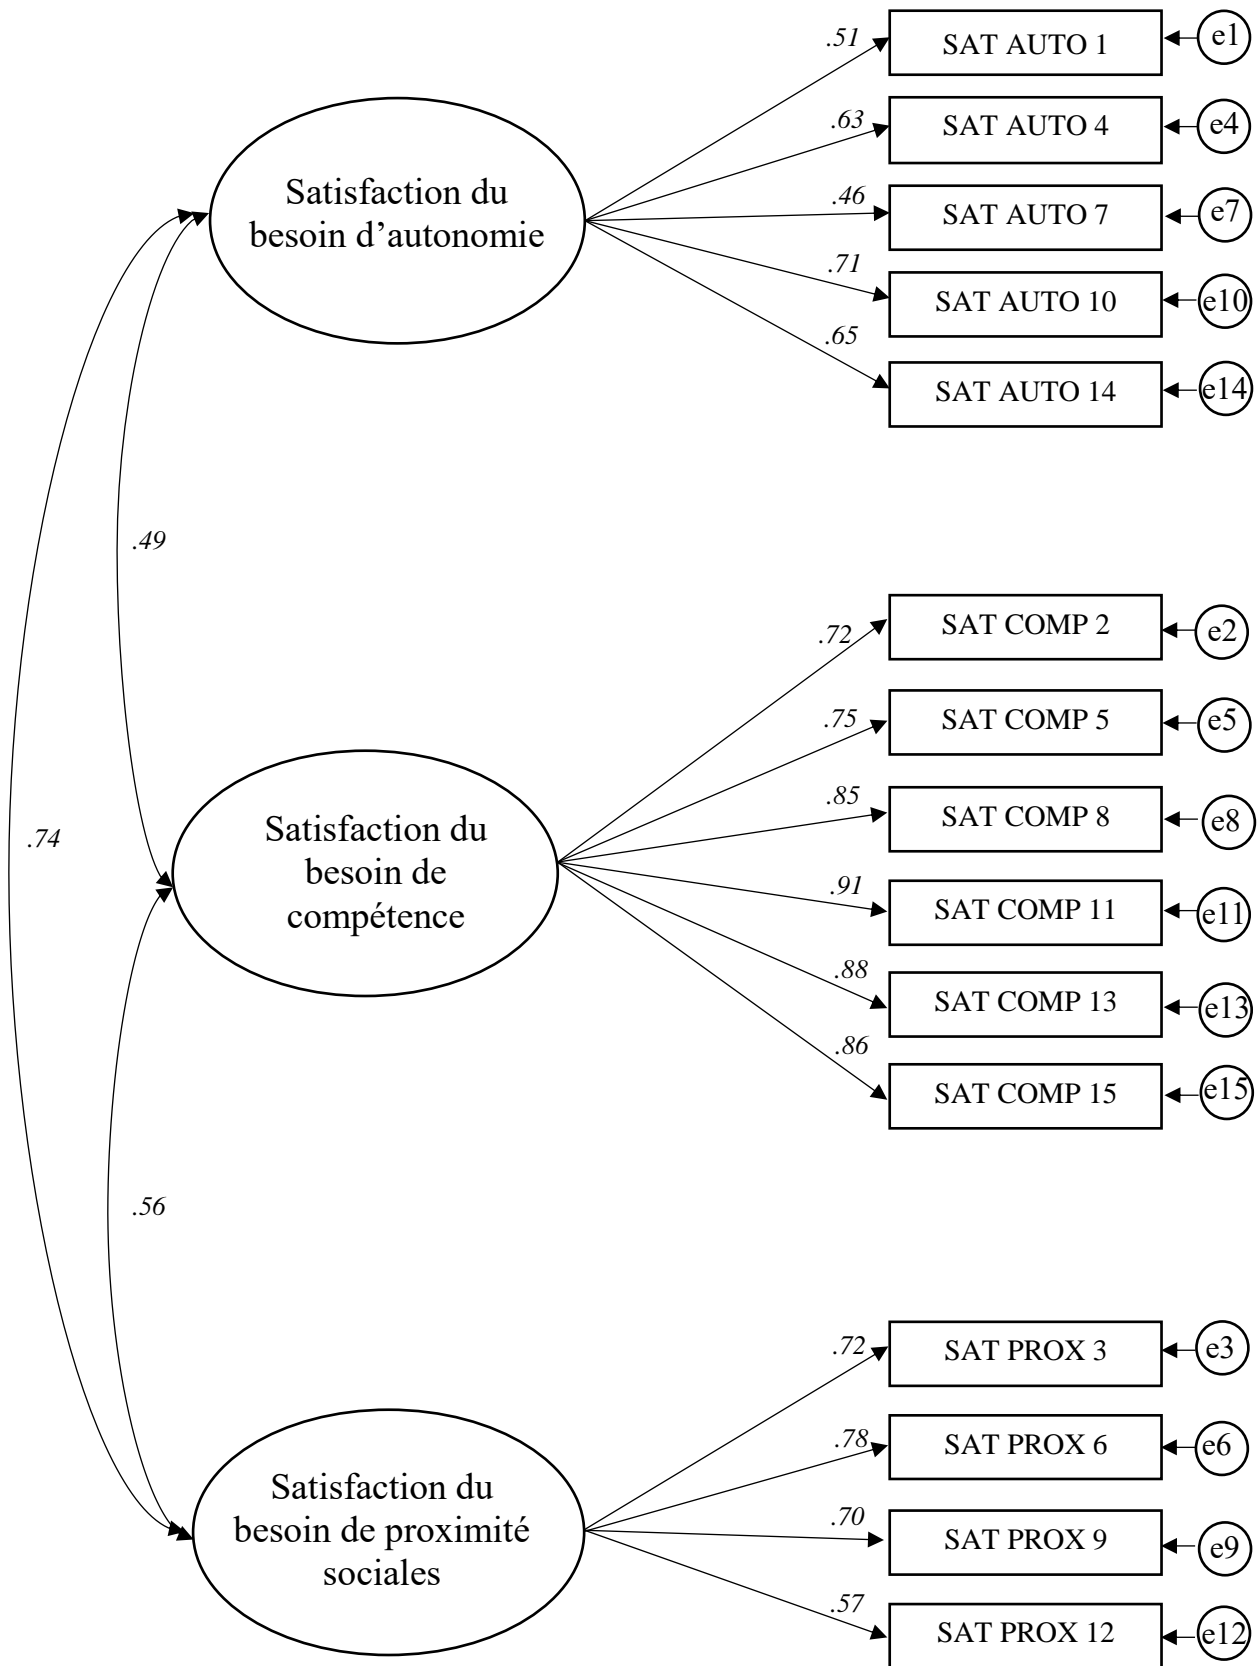 .51
SAT AUTO 1
e1
.63
SAT AUTO 4
e4
Satisfaction du
besoin d’autonomie
.46
SAT AUTO 7
e7
.71
SAT AUTO 10
e10
.65
SAT AUTO 14
e14
.49
.72
SAT COMP 2
e2
.75
SAT COMP 5
e5
.74
Satisfaction du
besoin de
compétence
.85
SAT COMP 8
e8
.91
SAT COMP 11
e11
.88
SAT COMP 13
e13
.86
SAT COMP 15
e15
.56
.72
SAT PROX 3
e3
.78
SAT PROX 6
e6
Satisfaction du
besoin de proximité
sociales
.70
SAT PROX 9
e9
.57
SAT PROX 12
e12